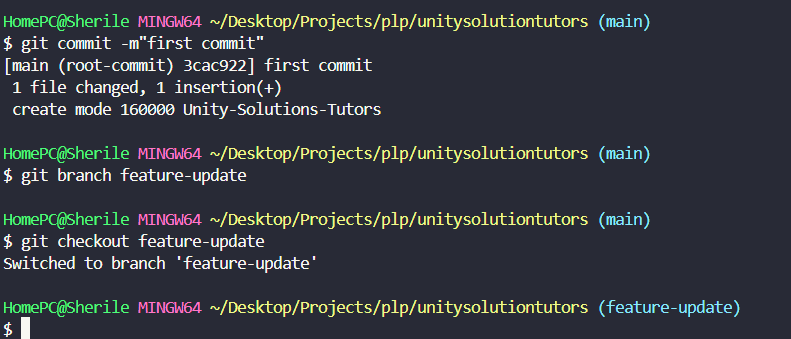 HomePC@Sherile MINGW64 ~/Desktop/Projects/plp/unitysolutiontutors (main)
$ git commit -m"first commit"
[main (root-commit) 3cac922] first commit
 1 file changed, 1 insertion(+)
 create mode 160000 Unity-Solutions-Tutors
HomePC@Sherile MINGW64 ~/Desktop/Projects/plp/unitysolutiontutors (main)
$ git branch feature-update
HomePC@Sherile MINGW64 ~/Desktop/Projects/plp/unitysolutiontutors (main)
$ git checkout feature-update
Switched to branch 'feature-update'
HomePC@Sherile MINGW64 ~/Desktop/Projects/plp/unitysolutiontutors (feature-update)
$